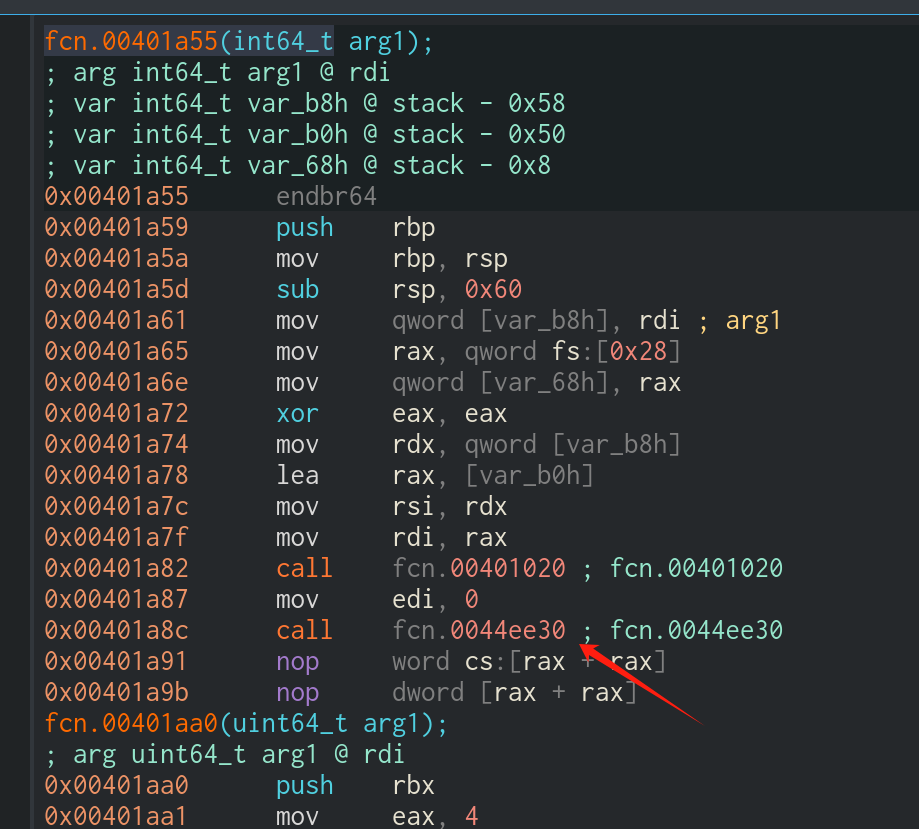 fcn.00401a55(int64_t arg1);
; arg int64_t arg1 @ rdi
; var int64_t var_b8h @ stack - 0x58
; var int64_t var_b0h @ stack - 0x50
; var int64_t var_68h @ stack - 0x8
0x00401a55 endbr64
0x00401a59 push rbp
0x00401a5a mov rbp, rsp
0x00401a5d sub rsp, 0x60
0x00401a61 mov qword [var_b8h], rdi ; arg1
0x00401a65 mov rax, qword fs:[0x28]
0x00401a6e mov qword [var_68h], rax
0x00401a72 xor eax, eax
0x00401a74 mov rdx, qword [var_b8h]
0x00401a78 lea rax, [var_b0h]
0x00401a7c mov rsi, rdx
0x00401a7f mov rdi, rax
0x00401a82 call fcn.00401020 ; fcn.00401020
0x00401a87 mov edi, 0
0x00401a8c call fcn.0044ee30 ; fcn.0044ee30
0x00401a91 nop word cs:[rax + rax]
0x00401a9b nop dword [rax + rax]
fcn.00401aa0(uint64_t arg1);
; arg uint64_t arg1 @ rdi
0x00401aa0 push rbx
0x00401aa1 mov eax, 4